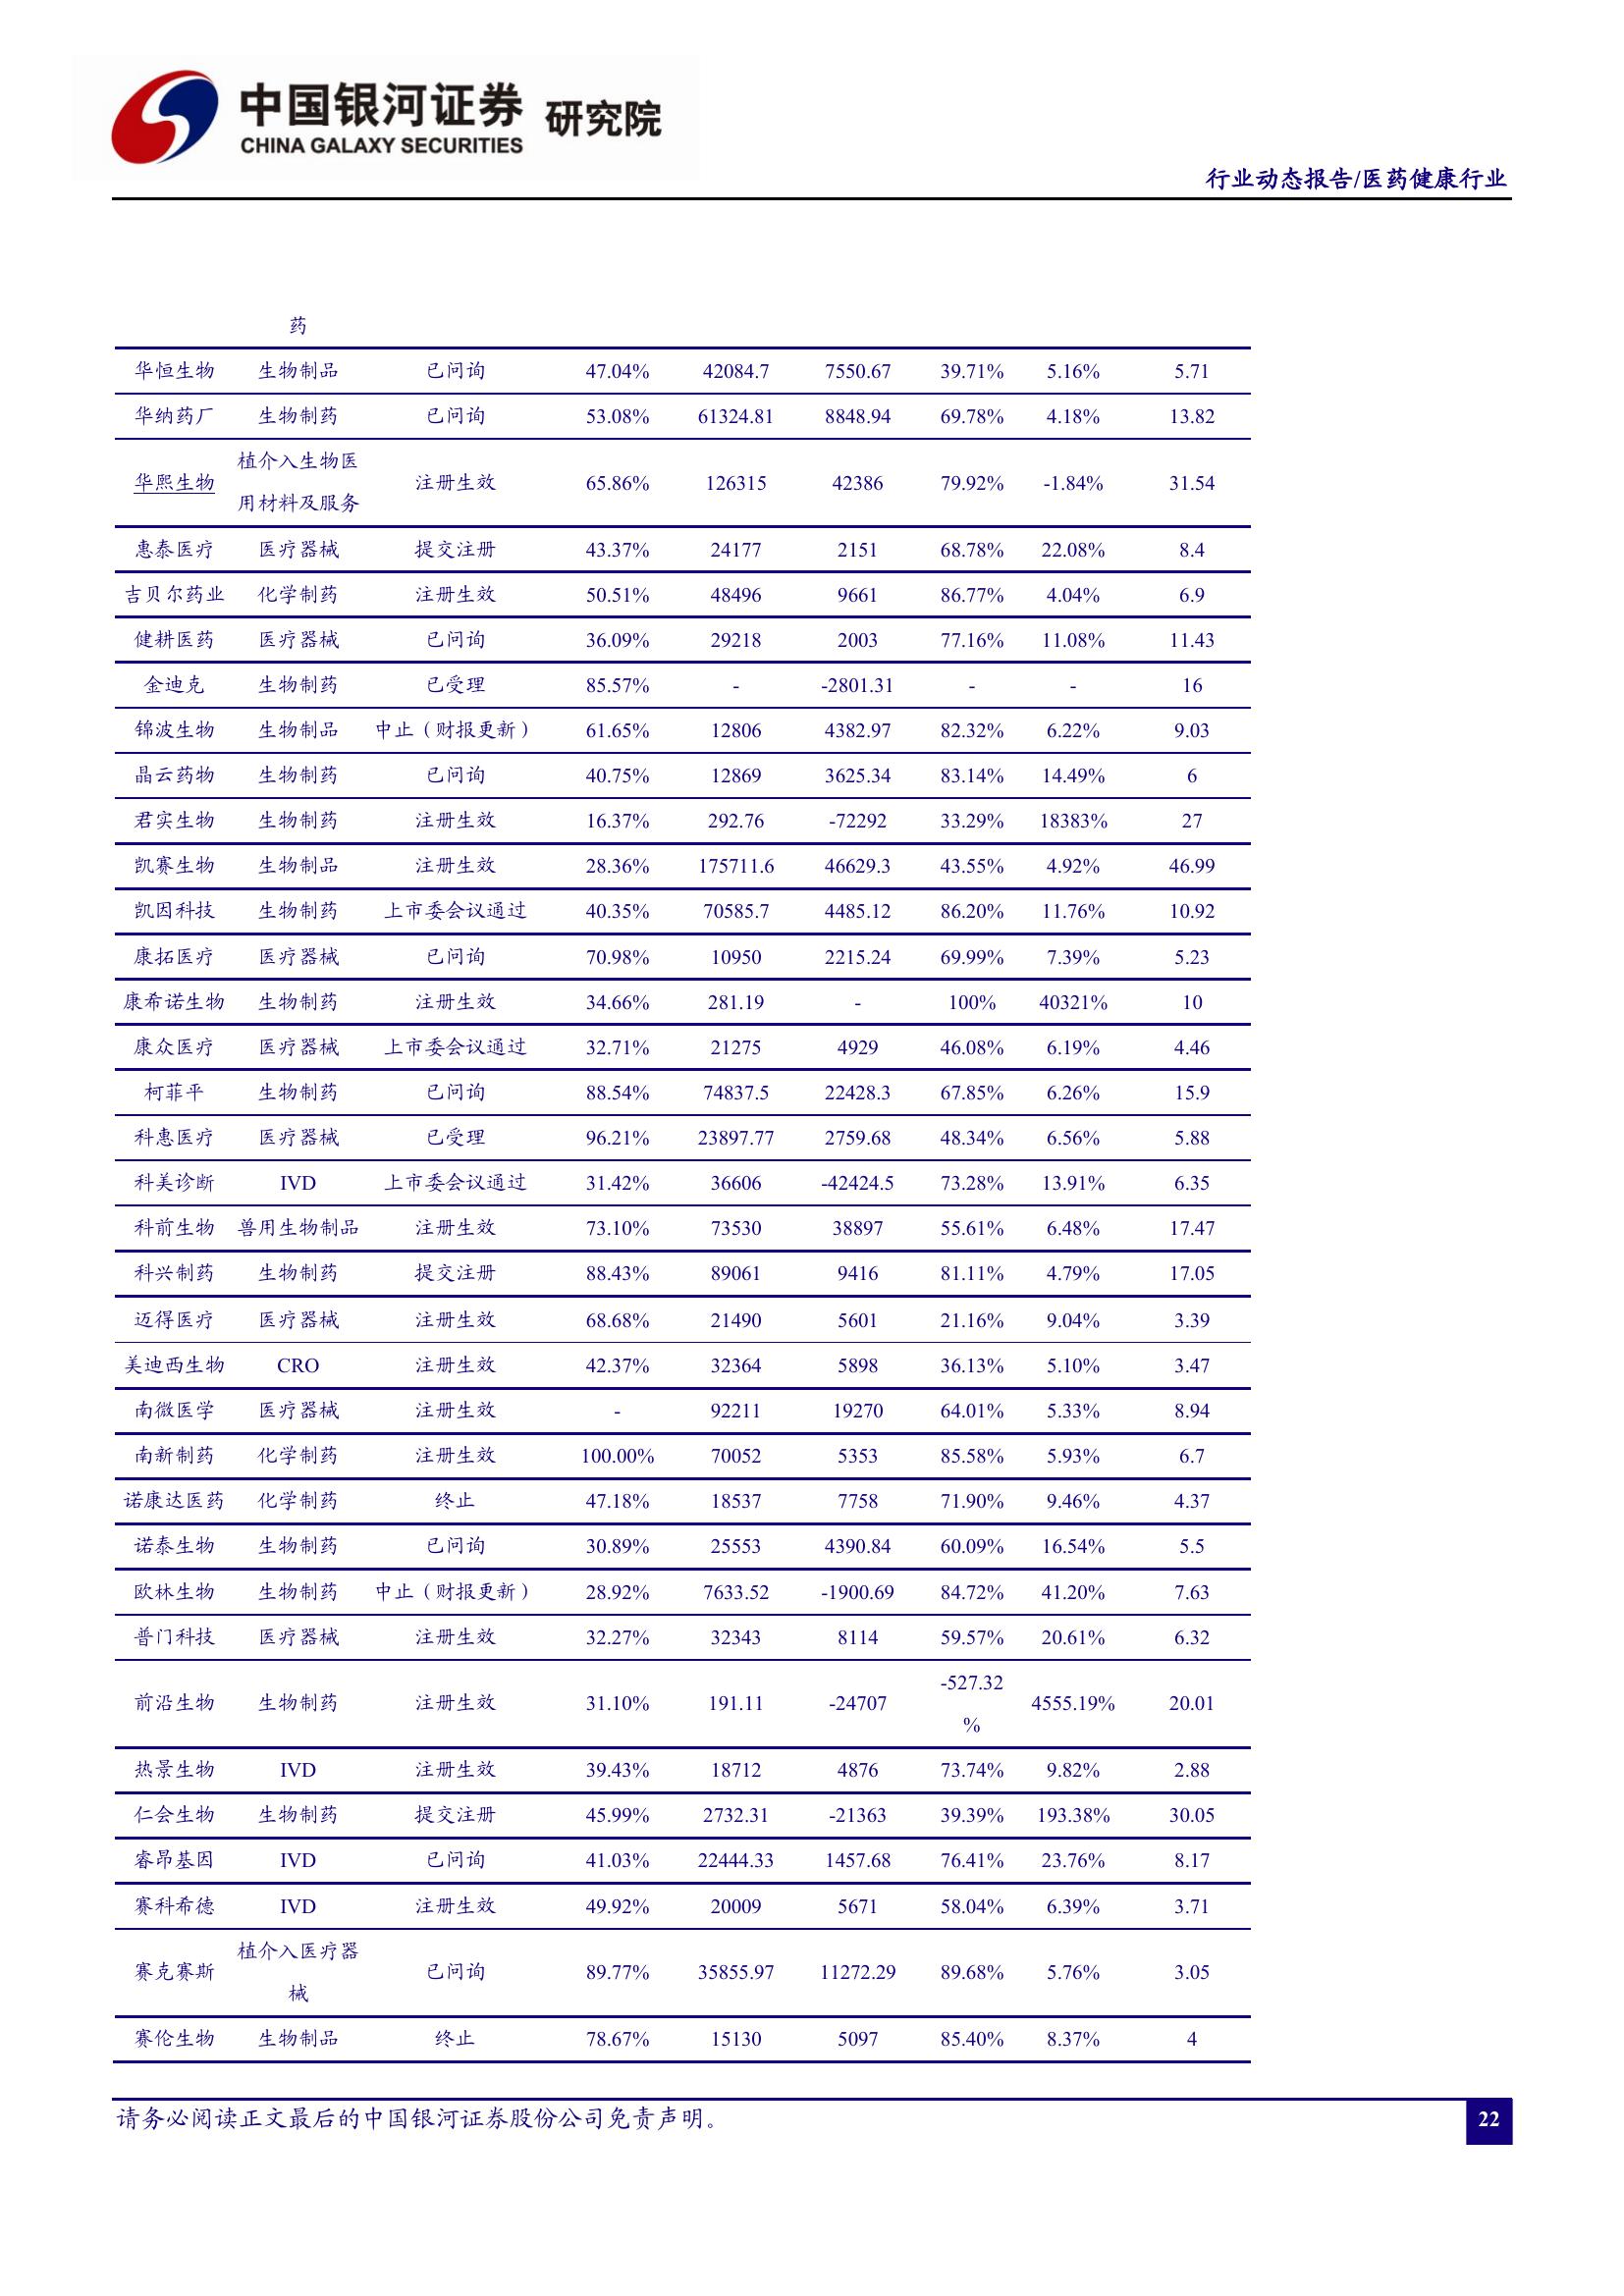 中国银河证券 研究院
CHINA GALAXY SECURITIES
行业动态报告/医药健康行业
药
华恒生物 生物制品 已问询 47.04% 42084.7 7550.67 39.71% 5.16% 5.71
华纳药厂 生物制药 已问询 53.08% 61324.81 8848.94 69.78% 4.18% 13.82
植介入生物医
华熙生物 注册生效 65.86% 126315 42386 79.92% -1.84% 31.54
用材料及服务
惠泰医疗 医疗器械 提交注册 43.37% 24177 2151 68.78% 22.08% 8.4
吉贝尔药业 化学制药 注册生效 50.51% 48496 9661 86.77% 4.04% 6.9
健耕医药 医疗器械 已问询 36.09% 29218 2003 77.16% 11.08% 11.43
金迪克 生物制药 已受理 85.57% - -2801.31 - - 16
锦波生物 生物制品 中止（财报更新） 61.65% 12806 4382.97 82.32% 6.22% 9.03
晶云药物 生物制药 已问询 40.75% 12869 3625.34 83.14% 14.49% 6
君实生物 生物制药 注册生效 16.37% 292.76 -72292 33.29% 18383% 27
凯赛生物 生物制品 注册生效 28.36% 175711.6 46629.3 43.55% 4.92% 46.99
凯因科技 生物制药 上市委会议通过 40.35% 70585.7 4485.12 86.20% 11.76% 10.92
康拓医疗 医疗器械 已问询 70.98% 10950 2215.24 69.99% 7.39% 5.23
康希诺生物 生物制药 注册生效 34.66% 281.19 - 100% 40321% 10
康众医疗 医疗器械 上市委会议通过 32.71% 21275 4929 46.08% 6.19% 4.46
柯菲平 生物制药 已问询 88.54% 74837.5 22428.3 67.85% 6.26% 15.9
科惠医疗 医疗器械 已受理 96.21% 23897.77 2759.68 48.34% 6.56% 5.88
科美诊断 IVD 上市委会议通过 31.42% 36606 -42424.5 73.28% 13.91% 6.35
科前生物 兽用生物制品 注册生效 73.10% 73530 38897 55.61% 6.48% 17.47
科兴制药 生物制药 提交注册 88.43% 89061 9416 81.11% 4.79% 17.05
迈得医疗 医疗器械 注册生效 68.68% 21490 5601 21.16% 9.04% 3.39
美迪西生物 CRO 注册生效 42.37% 32364 5898 36.13% 5.10% 3.47
南微医学 医疗器械 注册生效 - 92211 19270 64.01% 5.33% 8.94
南新制药 化学制药 注册生效 100.00% 70052 5353 85.58% 5.93% 6.7
诺康达医药 化学制药 终止 47.18% 18537 7758 71.90% 9.46% 4.37
诺泰生物 生物制药 已问询 30.89% 25553 4390.84 60.09% 16.54% 5.5
欧林生物 生物制药 中止（财报更新） 28.92% 7633.52 -1900.69 84.72% 41.20% 7.63
普门科技 医疗器械 注册生效 32.27% 32343 8114 59.57% 20.61% 6.32
-527.32
前沿生物 生物制药 注册生效 31.10% 191.11 -24707 4555.19% 20.01
%
热景生物 IVD 注册生效 39.43% 18712 4876 73.74% 9.82% 2.88
仁会生物 生物制药 提交注册 45.99% 2732.31 -21363 39.39% 193.38% 30.05
睿昂基因 IVD 已问询 41.03% 22444.33 1457.68 76.41% 23.76% 8.17
赛科希德 IVD 注册生效 49.92% 20009 5671 58.04% 6.39% 3.71
植介入医疗器
赛克赛斯 已问询 89.77% 35855.97 11272.29 89.68% 5.76% 3.05
械
赛伦生物 生物制品 终止 78.67% 15130 5097 85.40% 8.37% 4
请务必阅读正文最后的中国银河证券股份公司免责声明。
22